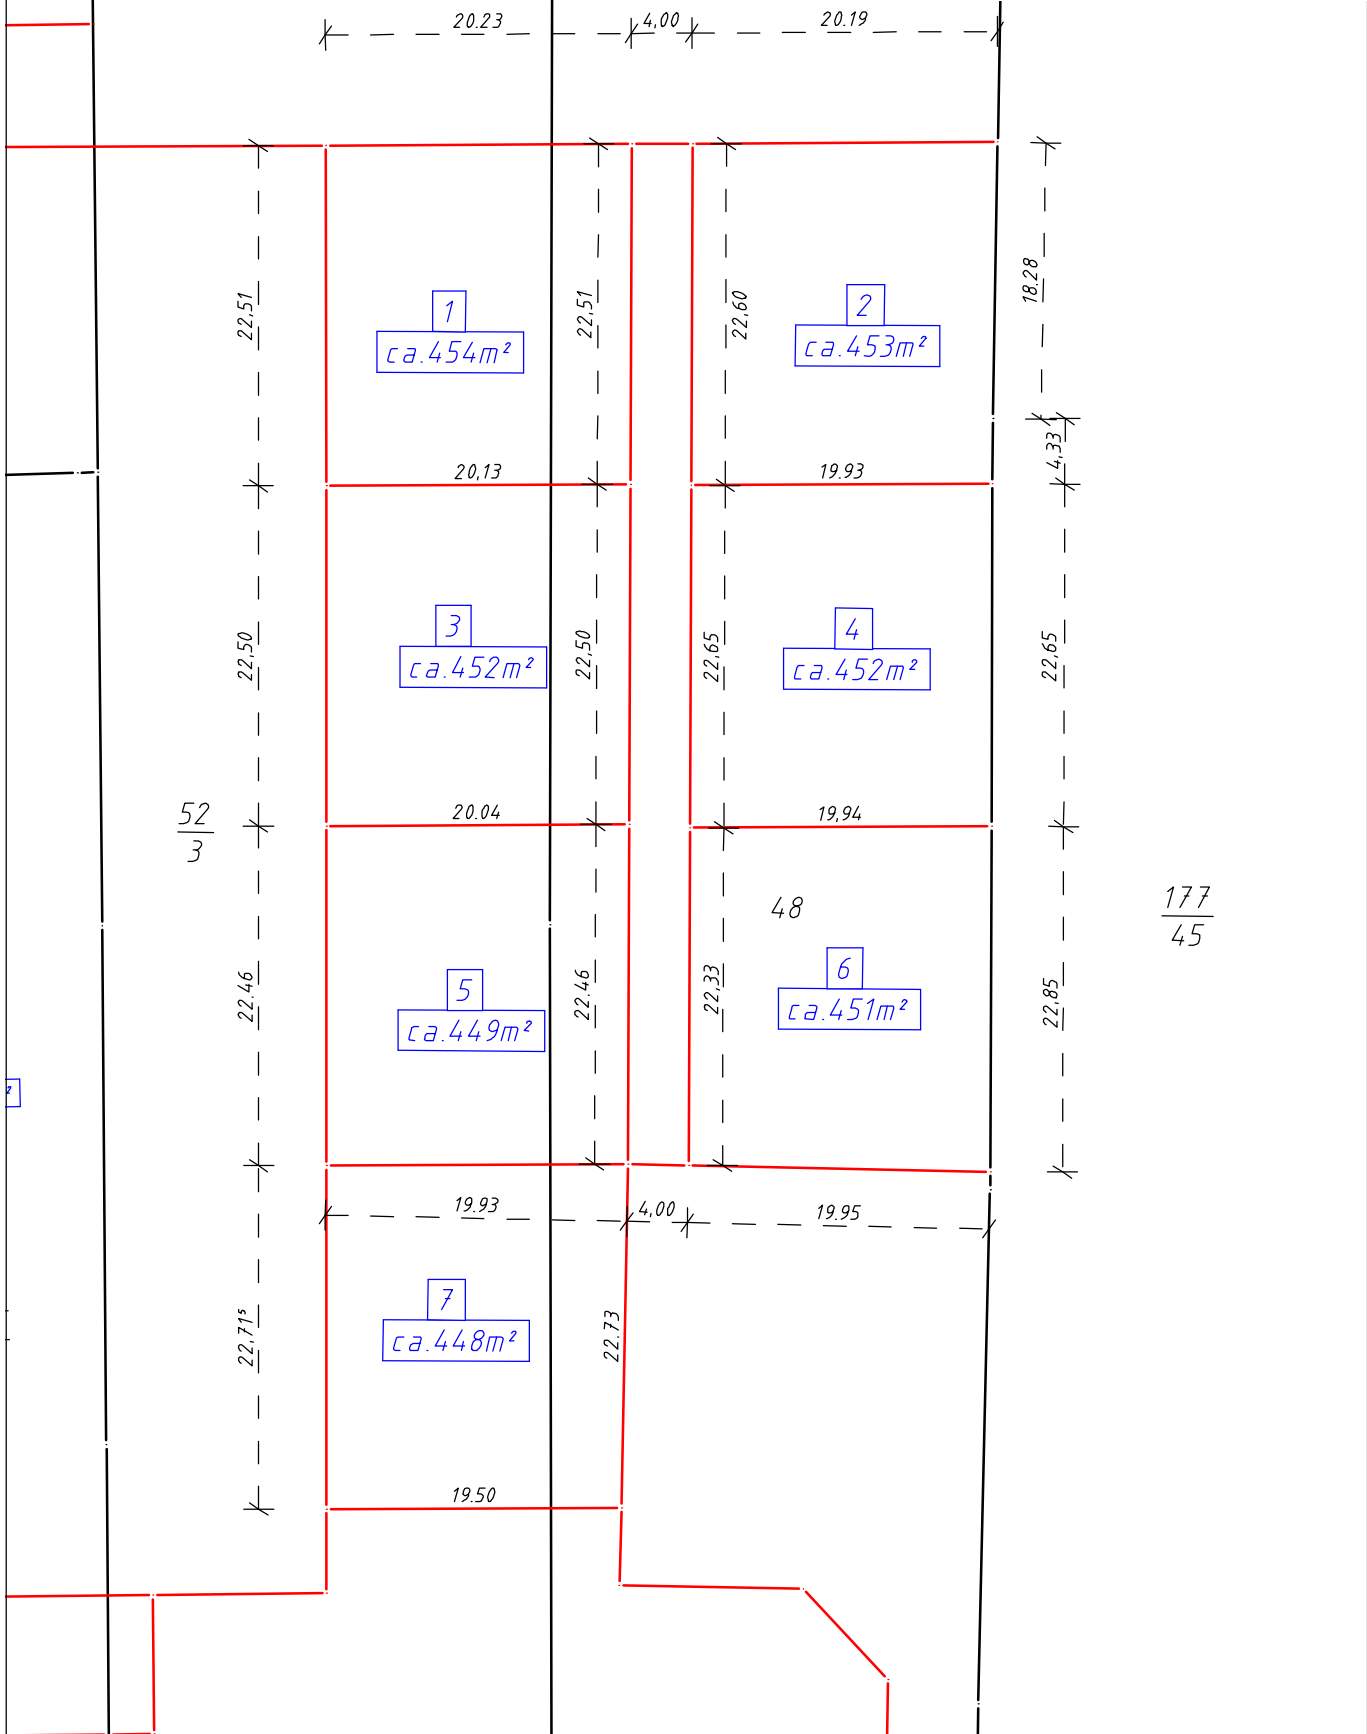 20.23 4,00 20.19
18.28
22,51 22,51 22,60
1 2
ca.454m² ca.453m²
4,33
20,13 19.93
3 4
22,50 22,50 22,65 22,65
ca.452m² ca.452m²
20.04 19,94
52
3
48
177
45
22.46 22.46 22,33 22,85
5 6
ca.449m² ca.451m²
²
19.93 4,00 19.95
7
22,71⁵ 22.73
ca.448m²
19.50